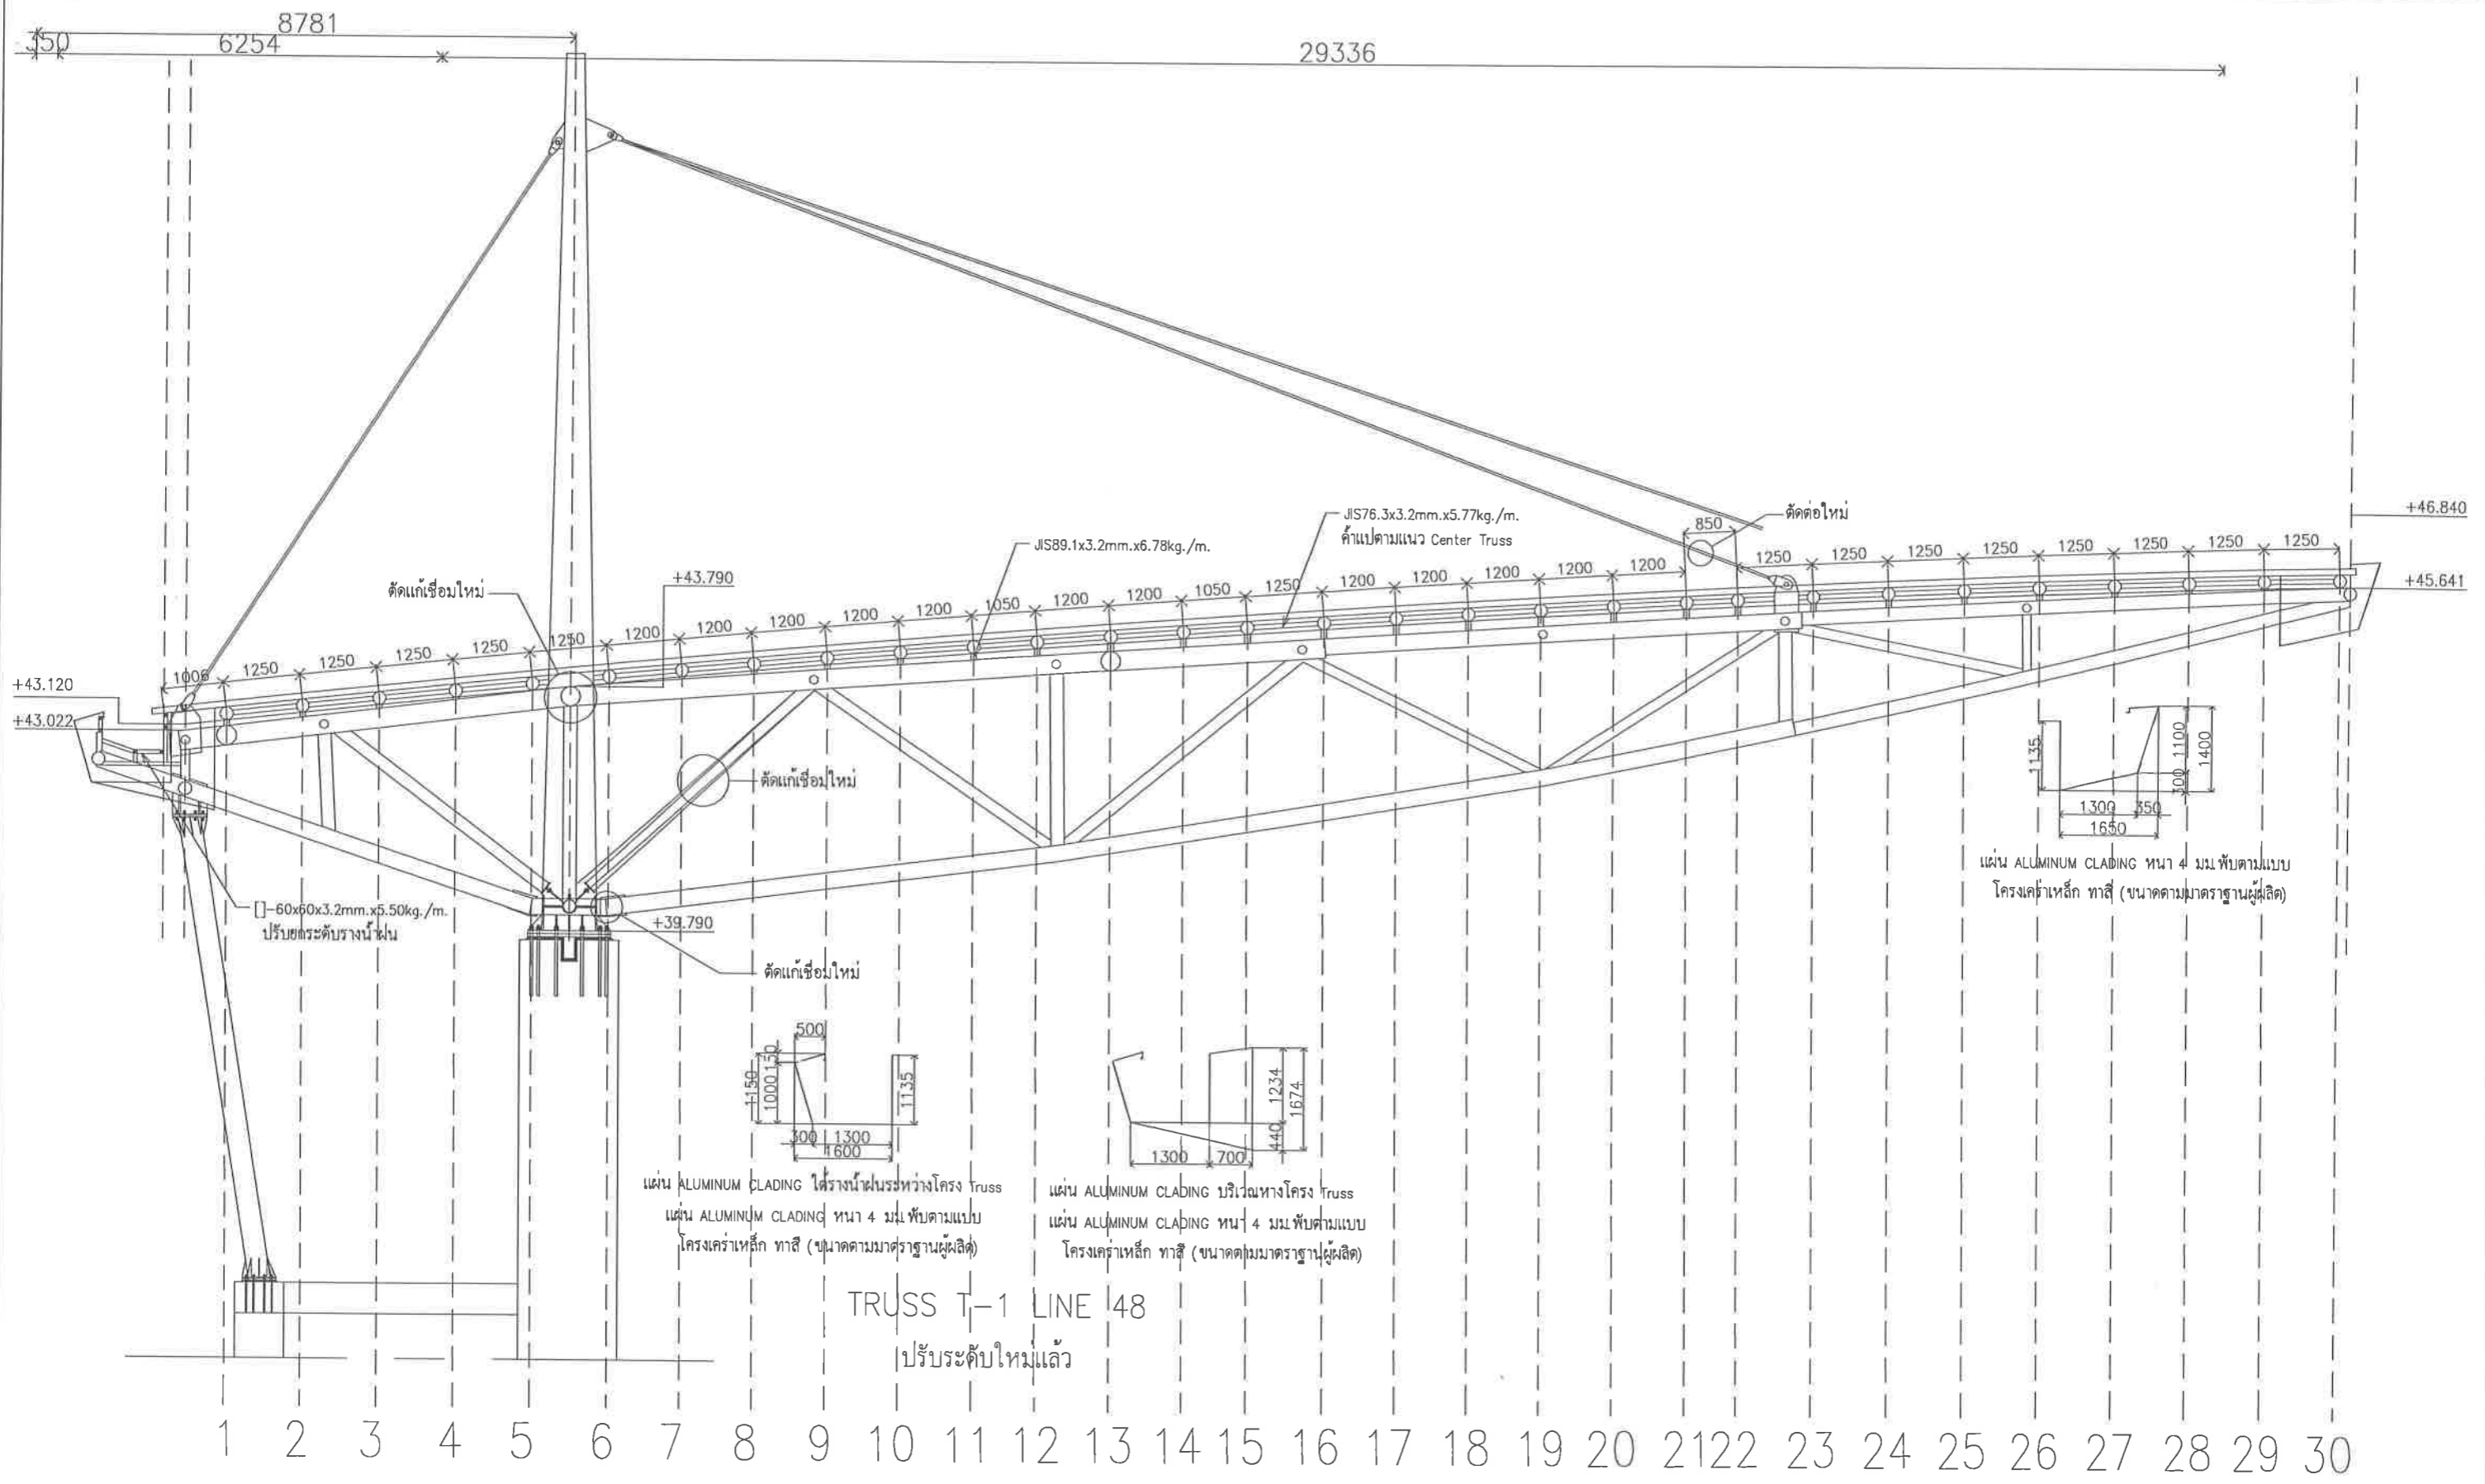 8781
350
6254
29336
JIS76.3x3.2mm.x5.77kg./m.
ค้ำแปตามแนว Center Truss
JIS89.1x3.2mm.x6.78kg./m.
ตัดต่อใหม่
850
+46.840
+45.641
+43.790
ตัดแก้เชื่อมใหม่
1006 1250 1250 1250 1250 1250 1200 1200 1200 1200 1200 1050 1200 1200 1050 1250 1200 1200 1200 1200 1200 1250 1250 1250 1250 1250 1250 1250 1250
+43.120
+43.022
ตัดแก้เชื่อมใหม่
[]-60x60x3.2mm.x5.50kg./m.
ปรับยกระดับรางน้ำฝน
+39.790
ตัดแก้เชื่อมใหม่
1135
1100
300
1400
1300 350
1650
แผ่น ALUMINUM CLADING หนา 4 มม.พับตามแบบ
โครงเคร่าเหล็ก ทาสี (ขนาดตามมาตราฐานผู้ผลิต)
500
150
1000
1150
1135
300 1300
1600
แผ่น ALUMINUM CLADING ใต้รางน้ำฝนระหว่างโครง Truss
แผ่น ALUMINUM CLADING หนา 4 มม.พับตามแบบ
โครงเคร่าเหล็ก ทาสี (ขนาดตามมาตราฐานผู้ผลิต)
1234
440
1674
1300 700
แผ่น ALUMINUM CLADING บริเวณหางโครง Truss
แผ่น ALUMINUM CLADING หนา 4 มม.พับตามแบบ
โครงเคร่าเหล็ก ทาสี (ขนาดตามมาตราฐานผู้ผลิต)
TRUSS T-1 LINE 48
ปรับระดับใหม่แล้ว
1 2 3 4 5 6 7 8 9 10 11 12 13 14 15 16 17 18 19 20 21 22 23 24 25 26 27 28 29 30